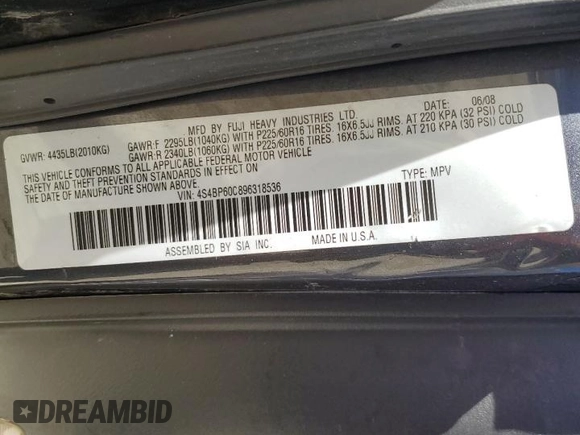 MFD BY FUJI HEAVY INDUSTRIES LTD. DATE: 06/08
GVWR: 4435LB(2010KG) GAWR:F 2295LB(1040KG) WITH P225/60R16 TIRES. 16X6.5JJ RIMS. AT 220 KPA (32 PSI) COLD
GAWR:R 2340LB(1060KG) WITH P225/60R16 TIRES. 16X6.5JJ RIMS. AT 210 KPA (30 PSI) COLD
THIS VEHICLE CONFORMS TO ALL APPLICABLE FEDERAL MOTOR VEHICLE
SAFETY AND THEFT PREVENTION STANDARDS IN EFFECT ON
THE DATE OF MANUFACTURE SHOWN ABOVE.
VIN: 4S4BP60C896318536 TYPE: MPV
ASSEMBLED BY SIA INC. MADE IN U.S.A.
DREAMBID